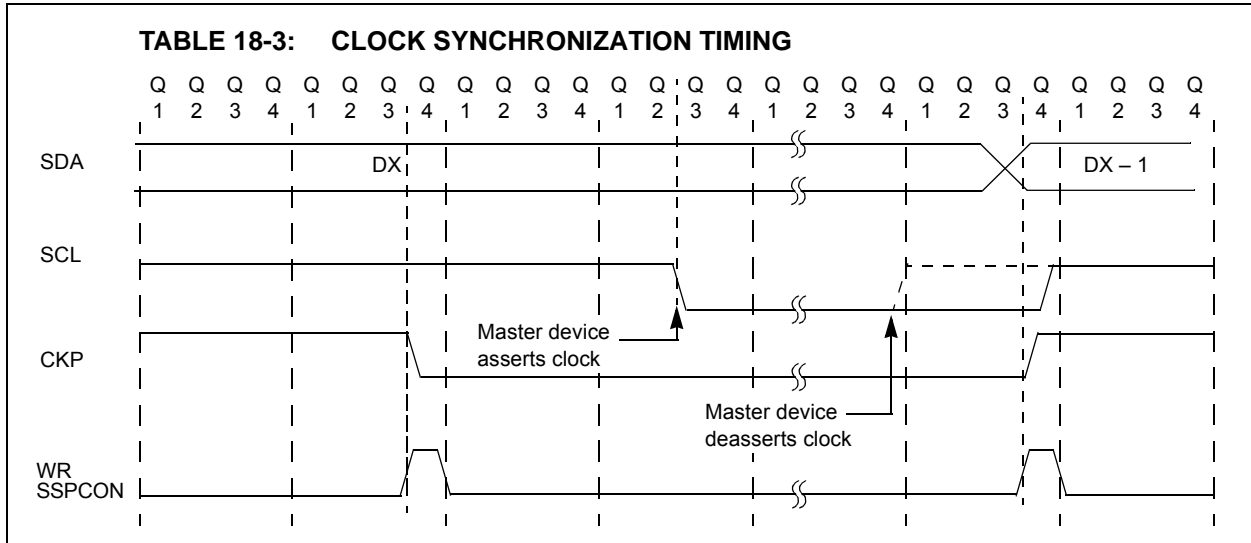 TABLE 18-3: CLOCK SYNCHRONIZATION TIMING
Q Q Q Q Q Q Q Q Q Q Q Q Q Q Q Q Q Q Q Q Q Q Q Q Q Q Q Q
1 2 3 4 1 2 3 4 1 2 3 4 1 2 3 4 1 2 3 4 1 2 3 4 1 2 3 4
SDA
DX
DX – 1
SCL
Master device
asserts clock
CKP
Master device
deasserts clock
WR
SSPCON